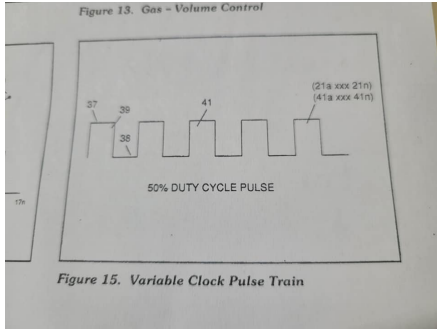 Figure 13. Gas - Volume Control
(21a xxx 21n)
(41a xxx 41n)
37
39
41
38
50% DUTY CYCLE PULSE
17n
Figure 15. Variable Clock Pulse Train